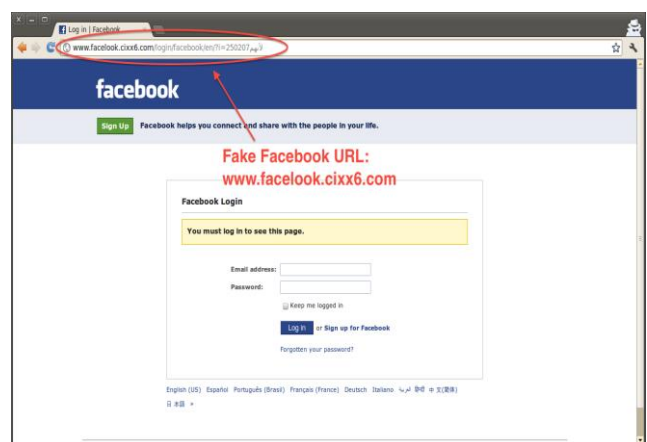 Log in | Facebook
www.facelook.cixx6.com/login/facebook/en/?i=250207
facebook
Sign Up Facebook helps you connect and share with the people in your life.
Fake Facebook URL:
www.facelook.cixx6.com
Facebook Login
You must log in to see this page.
Email address:
Password:
Keep me logged in
Log In or Sign up for Facebook
Forgotten your password?
English (US) Español Português (Brasil) Français (France) Deutsch Italiano العربية हिन्दी 中文(简体)
日本語 »